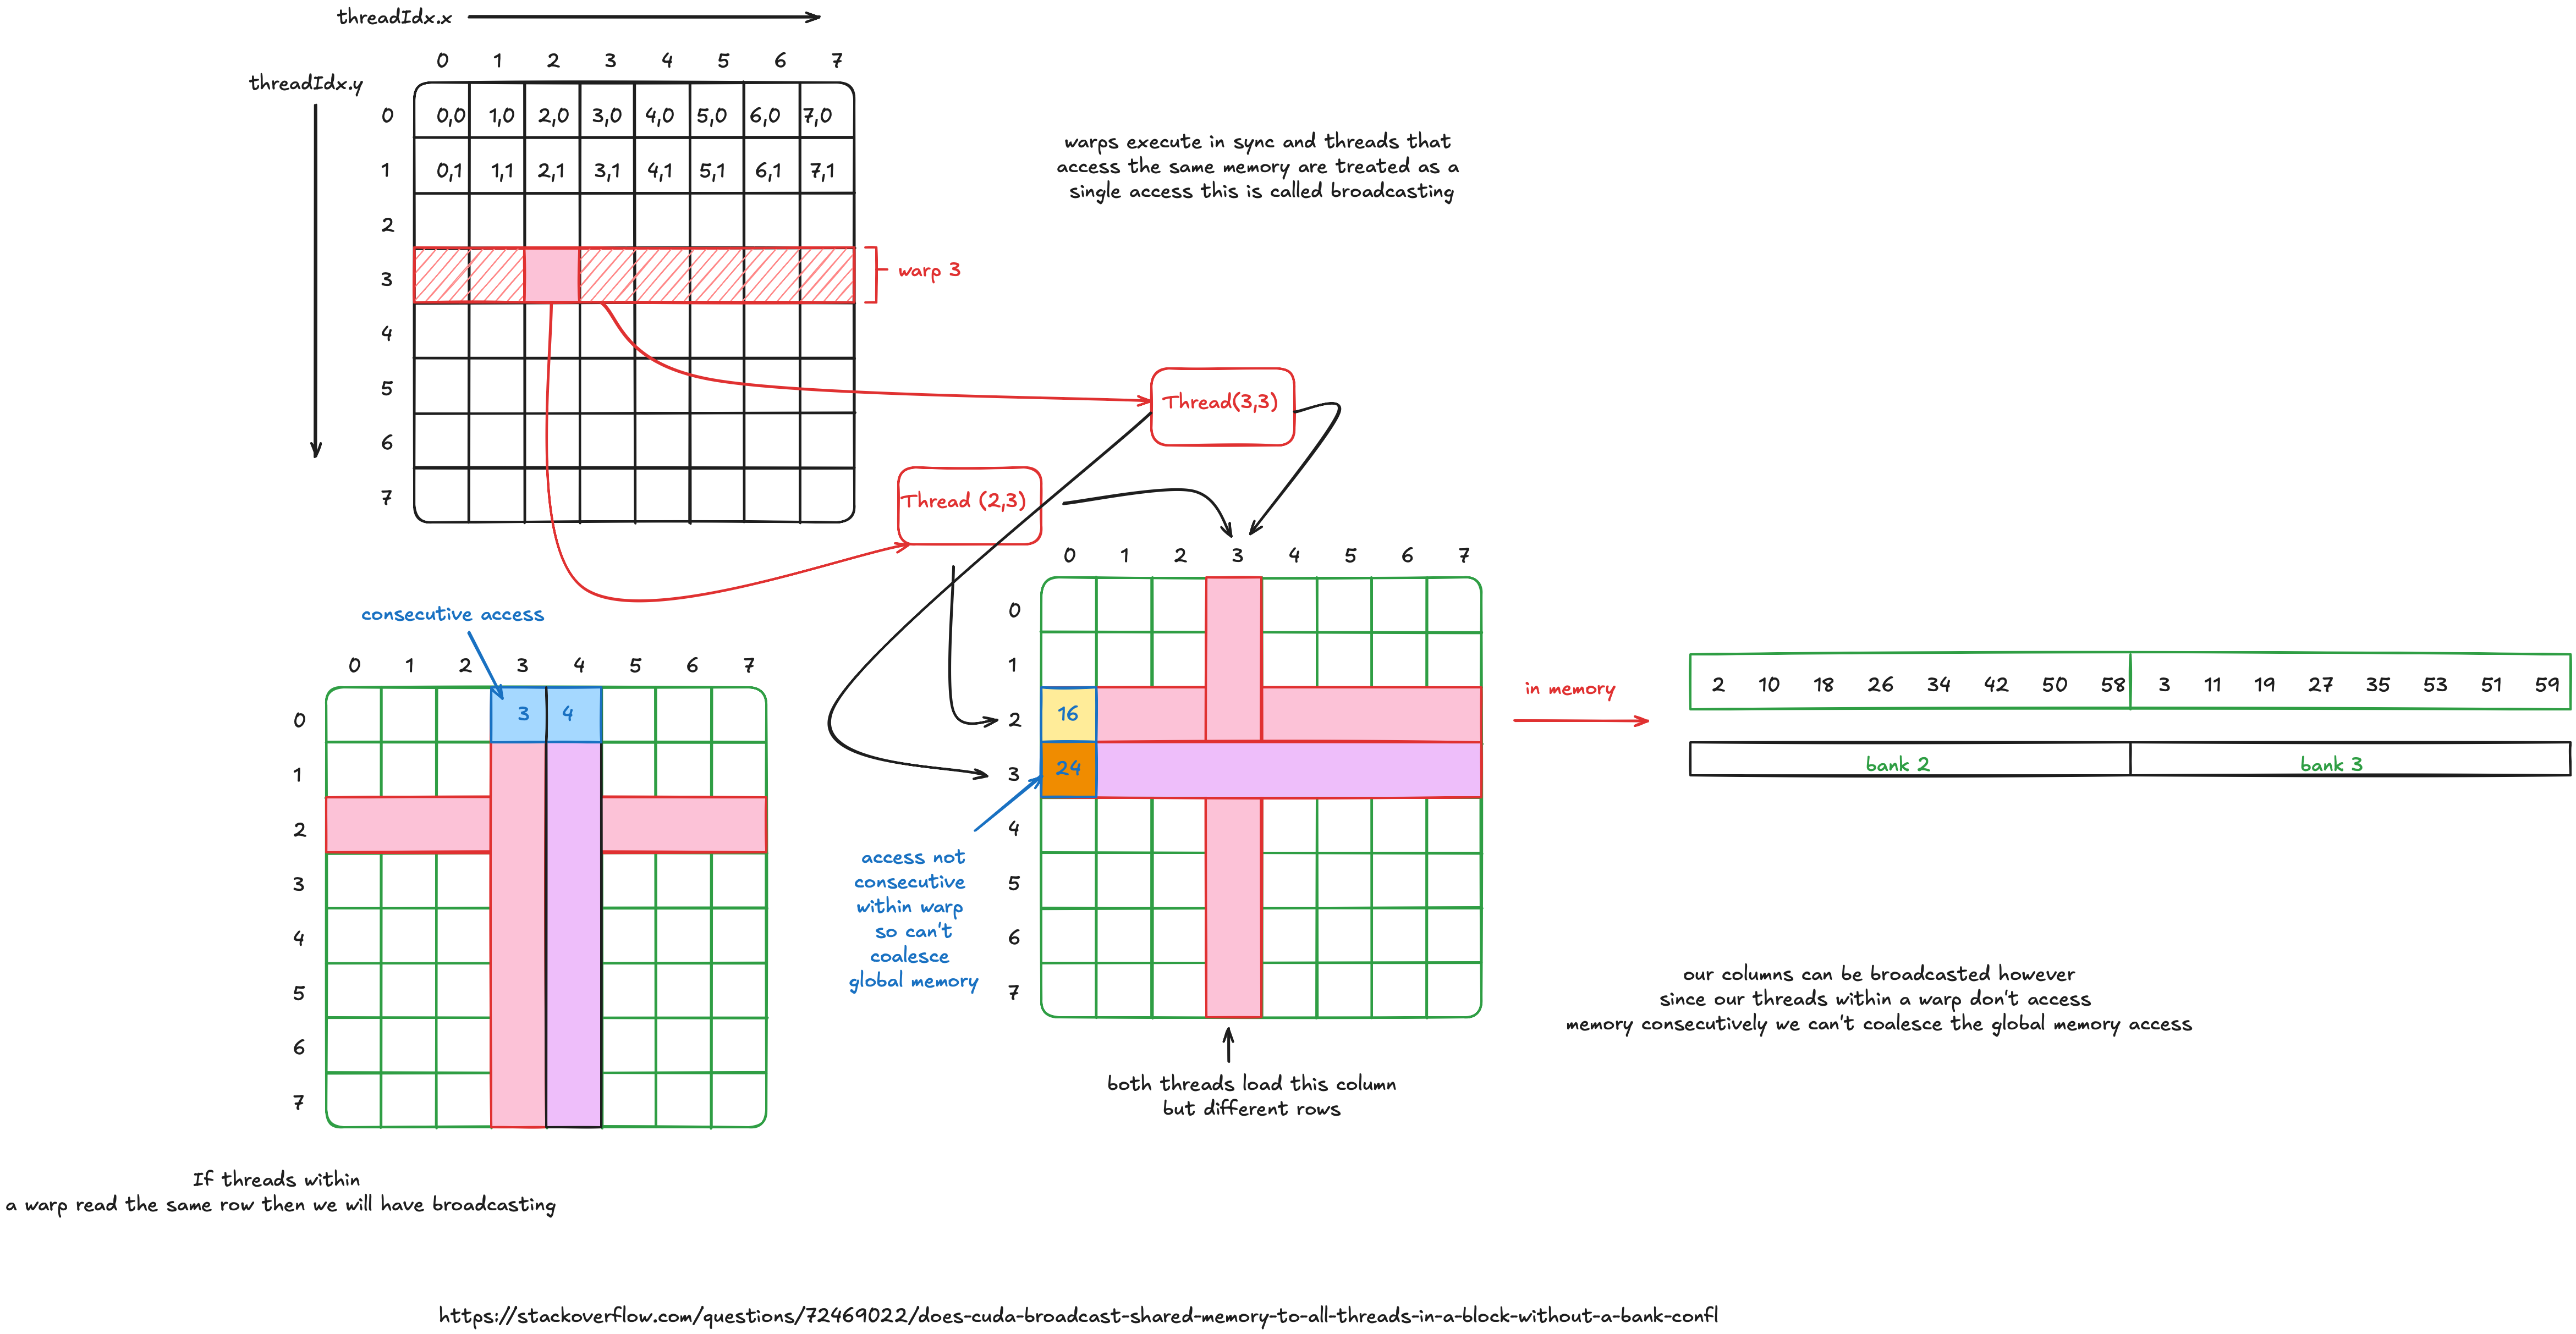 threadIdx.x
0 1 2 3 4 5 6 7
threadIdx.y
0 0,0 1,0 2,0 3,0 4,0 5,0 6,0 7,0
1 0,1 1,1 2,1 3,1 4,1 5,1 6,1 7,1
2
3
4
5
6
7
warp 3
warps execute in sync and threads that
access the same memory are treated as a
single access this is called broadcasting
Thread(3,3)
Thread (2,3)
consecutive access
0 1 2 3 4 5 6 7
0 3 4
1
2
3
4
5
6
7
If threads within
a warp read the same row then we will have broadcasting
0 1 2 3 4 5 6 7
0
1
2 16
3 24
4
5
6
7
access not
consecutive
within warp
so can't
coalesce
global memory
both threads load this column
but different rows
in memory
2 10 18 26 34 42 50 58 3 11 19 27 35 53 51 59
bank 2 bank 3
our columns can be broadcasted however
since our threads within a warp don't access
memory consecutively we can't coalesce the global memory access
https://stackoverflow.com/questions/72469022/does-cuda-broadcast-shared-memory-to-all-threads-in-a-block-without-a-bank-confl